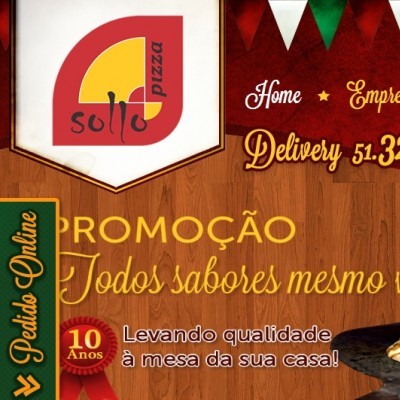 sollo
pizza
Home
Delivery 51.32
Pedido Online
PROMOÇÃO
Todos sabores mesmo
10
Anos
Levando qualidade
à mesa da sua casa!